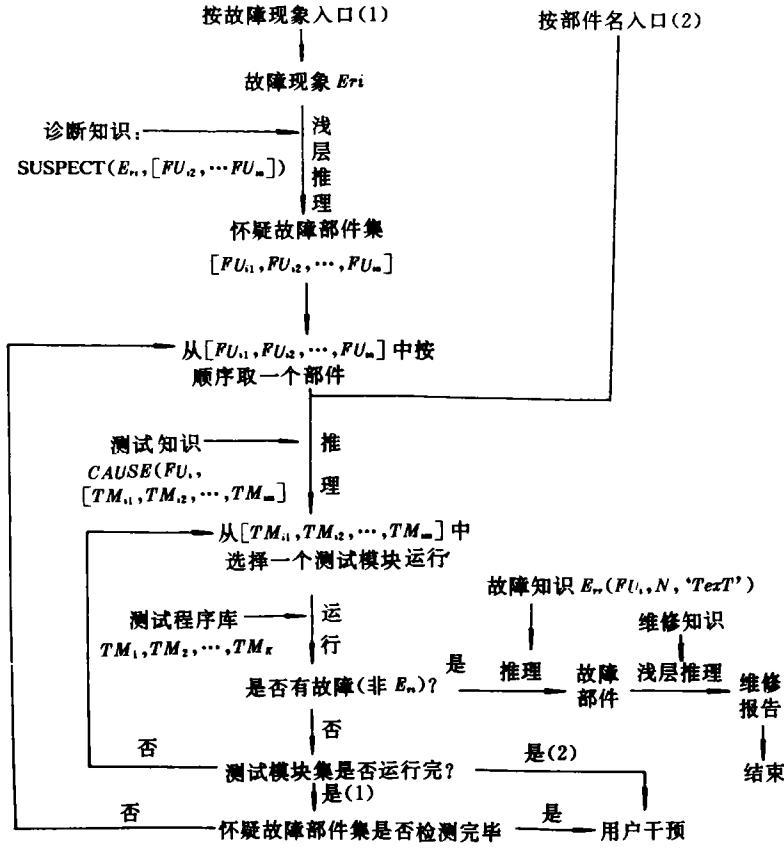 按故障现象入口(1)
按部件名入口(2)
故障现象 Eri
诊断知识:
浅层推理
SUSPECT(Eri,[FUi2,…FUin])
怀疑故障部件集
[FUi1,FUi2,…,FUin]
从[FUi1,FUi2,…,FUin]中按
顺序取一个部件
测试知识
推理
CAUSE(FUi,
[TMi1,TMi2,…,TMim]
从[TMi1,TMi2,…,TMim]中
选择一个测试模块运行
故障知识 Err(FUi,N,‘TexT’)
测试程序库
运行
维修知识
TM1,TM2,…,TMK
是否有故障(非 Eri)?
是
推理
故障
部件
浅层推理
维修
报告
否
结束
否
测试模块集是否运行完?
是(2)
是(1)
否
怀疑故障部件集是否检测完毕
是
用户干预